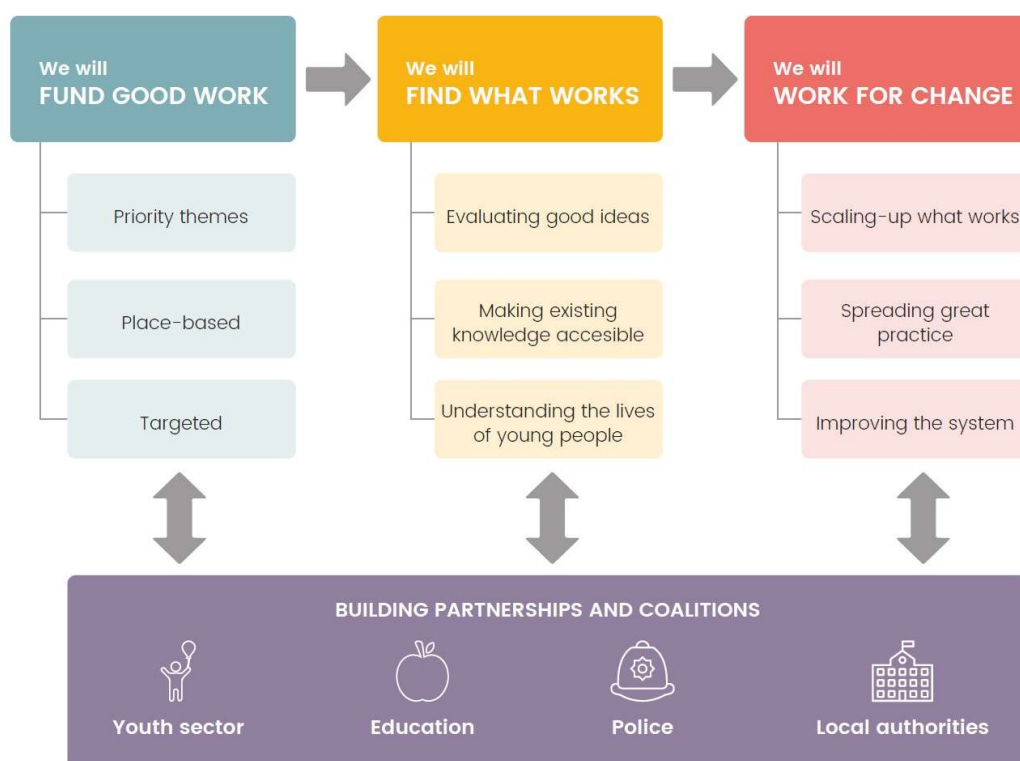 We will
FUND GOOD WORK
Priority themes
Place-based
Targeted
We will
FIND WHAT WORKS
Evaluating good ideas
Making existing
knowledge accesible
Understanding the lives
of young people
We will
WORK FOR CHANGE
Scaling-up what works
Spreading great
practice
Improving the system
BUILDING PARTNERSHIPS AND COALITIONS
Youth sector
Education
Police
Local authorities